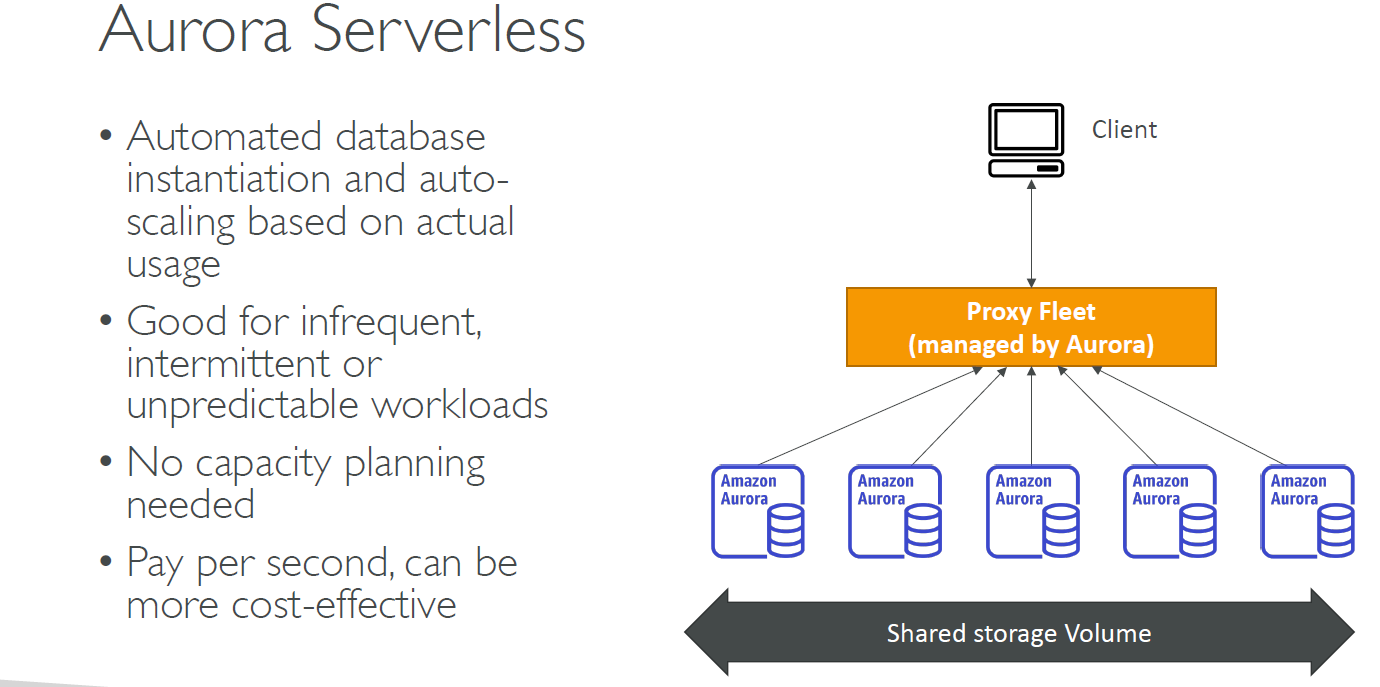 Aurora Serverless
• Automated database
instantiation and auto-
scaling based on actual
usage
• Good for infrequent,
intermittent or
unpredictable workloads
• No capacity planning
needed
• Pay per second, can be
more cost-effective
Client
Proxy Fleet
(managed by Aurora)
Amazon
Aurora
Amazon
Aurora
Amazon
Aurora
Amazon
Aurora
Amazon
Aurora
Shared storage Volume